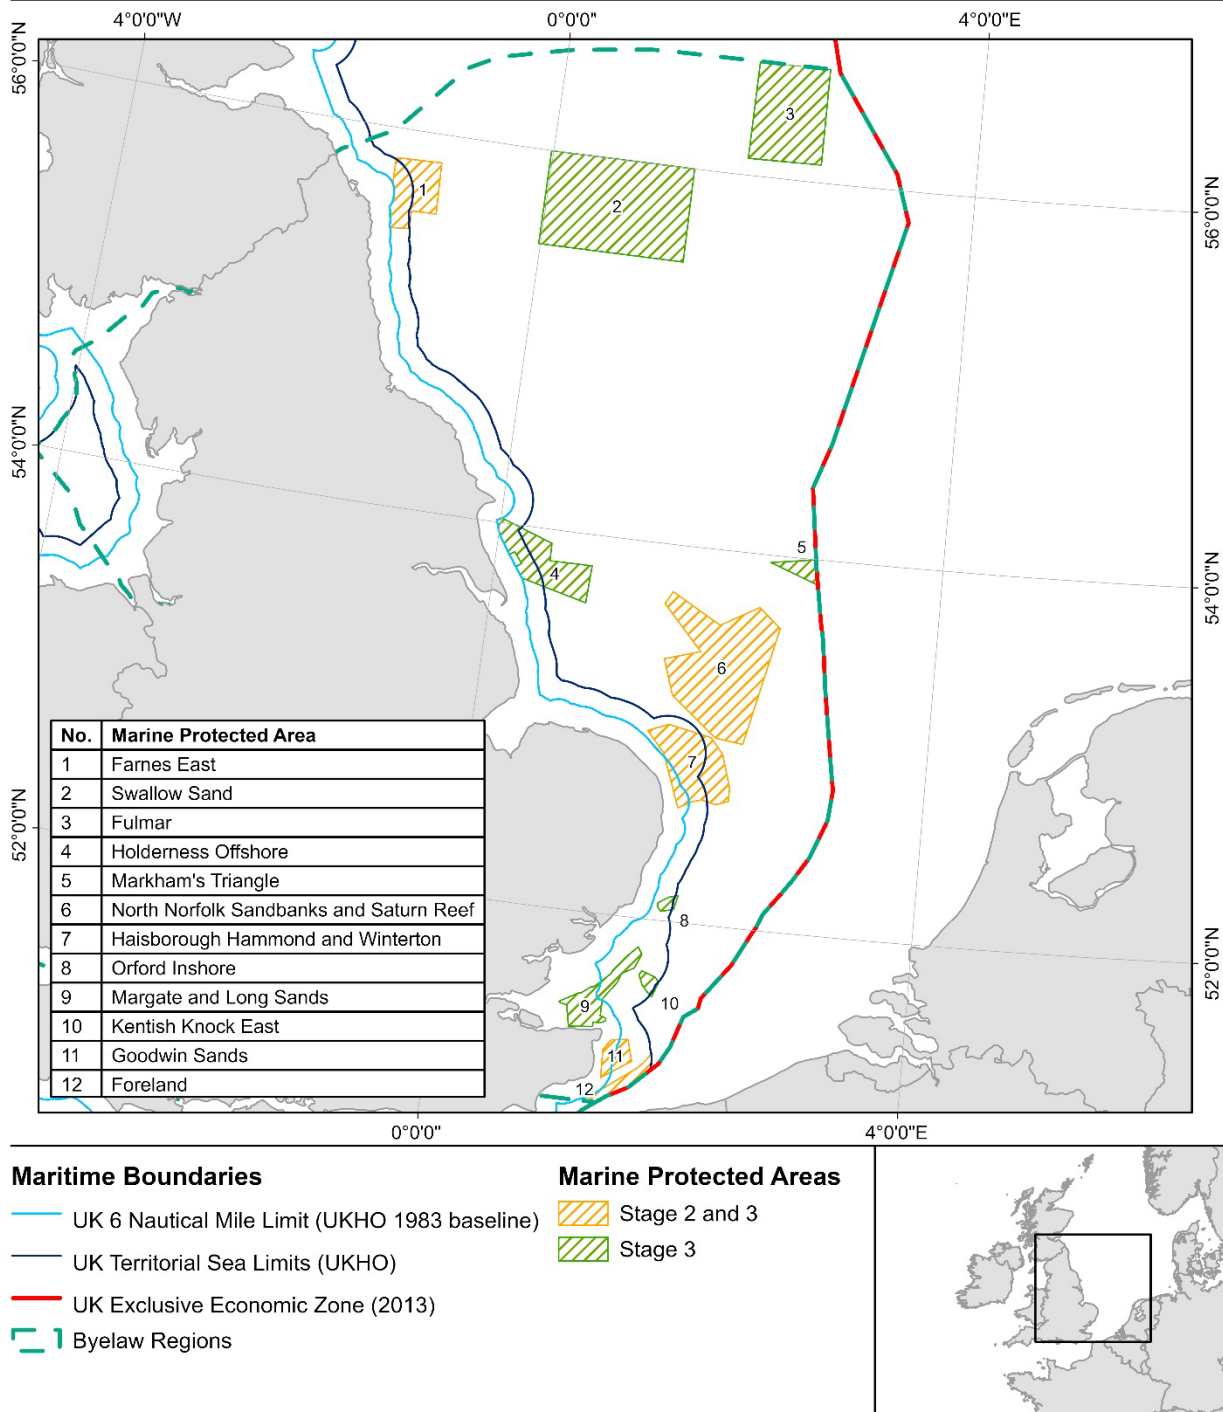 4°0'0"W 0°0'0" 4°0'0"E
56°0'0"N
56°0'0"N
54°0'0"N
54°0'0"N
52°0'0"N
52°0'0"N
1
2
3
4
5
6
7
8
9
10
11
12
No. Marine Protected Area
1 Farnes East
2 Swallow Sand
3 Fulmar
4 Holderness Offshore
5 Markham's Triangle
6 North Norfolk Sandbanks and Saturn Reef
7 Haisborough Hammond and Winterton
8 Orford Inshore
9 Margate and Long Sands
10 Kentish Knock East
11 Goodwin Sands
12 Foreland
0°0'0" 4°0'0"E
Maritime Boundaries
UK 6 Nautical Mile Limit (UKHO 1983 baseline)
UK Territorial Sea Limits (UKHO)
UK Exclusive Economic Zone (2013)
Byelaw Regions
Marine Protected Areas
Stage 2 and 3
Stage 3